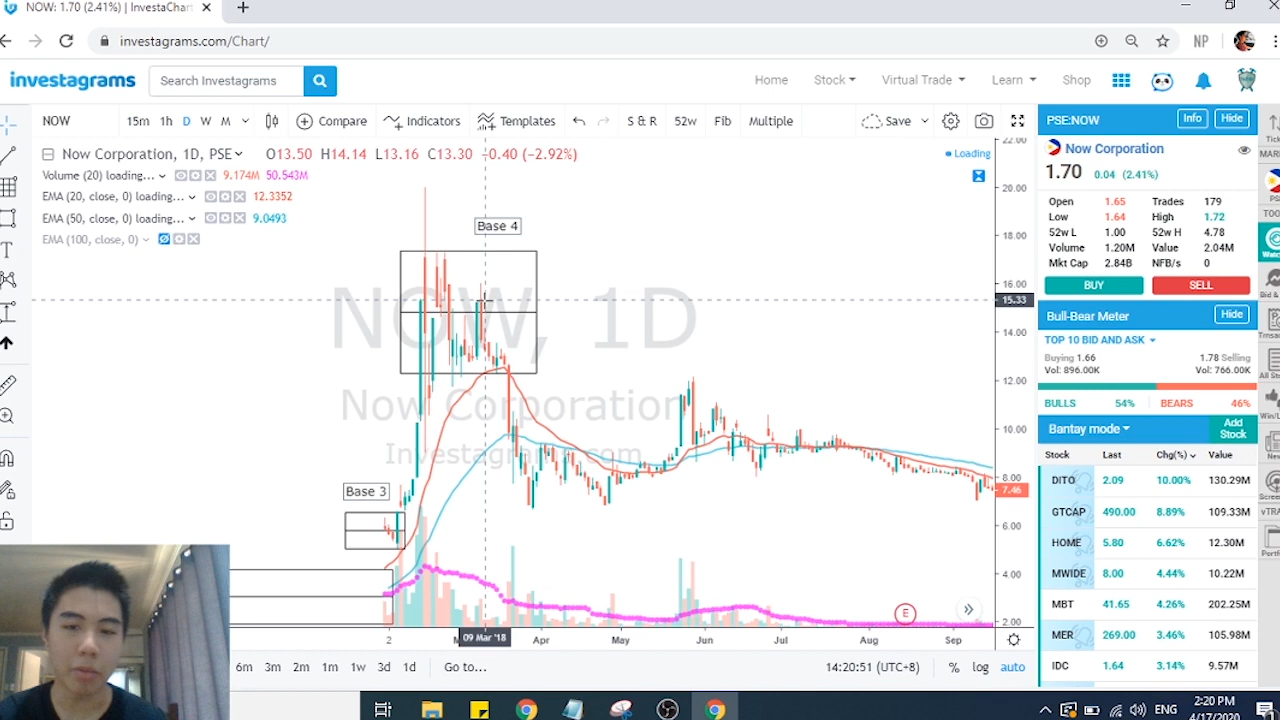 NOW: 1.70 (2.41%) | InvestaChar
investagrams.com/Chart/
NP
investagrams
Search Investagrams
Home
Stock
Virtual Trade
Learn
Shop
NOW
15m
1h
D
W
M
Compare
Indicators
Templates
S & R
52w
Fib
Multiple
Save
Now Corporation, 1D, PSE
O13.50 H14.14 L13.16 C13.30 −0.40 (−2.92%)
Loading
Volume (20) loading... 9.174M 50.543M
EMA (20, close, 0) loading... 12.3352
EMA (50, close, 0) loading... 9.0493
EMA (100, close, 0)
NOW, 1D
Now Corporation
Investagrams.com
Base 4
Base 3
22.00
20.00
18.00
16.00
15.33
14.00
12.00
10.00
8.00
7.46
6.00
4.00
2.00
E
2
09 Mar '18
Apr
May
Jun
Jul
Aug
Sep
6m
3m
2m
1m
1w
3d
1d
Go to...
14:20:51 (UTC+8)
%
log
auto
PSE:NOW
Info
Hide
Now Corporation
1.70 0.04 (2.41%)
Open 1.65 Trades 179
Low 1.64 High 1.72
52w L 1.00 52w H 4.78
Volume 1.20M Value 2.04M
Mkt Cap 2.84B NFB/s 0
BUY
SELL
Bull-Bear Meter
Hide
TOP 10 BID AND ASK
Buying 1.66 1.78 Selling
Vol: 896.00K Vol: 766.00K
BULLS 54% BEARS 46%
Bantay mode
Add
Stock
Stock Last Chg(%) Value
DITO 2.09 10.00% 130.29M
GTCAP 490.00 8.89% 109.33M
HOME 5.80 6.62% 12.30M
MWIDE 8.00 4.44% 10.22M
MBT 41.65 4.26% 202.25M
MER 269.00 3.46% 105.98M
IDC 1.64 3.14% 9.57M
ENG
2:20 PM